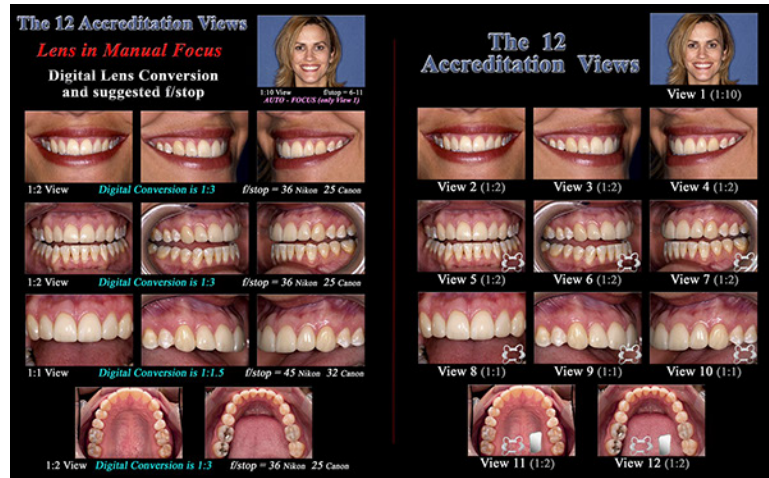 The 12 Accreditation Views
Lens in Manual Focus
Digital Lens Conversion
and suggested f/stop
1:10 View f/stop = 6-11
AUTO - FOCUS (only View 1)
1:2 View Digital Conversion is 1:3 f/stop = 36 Nikon 25 Canon
1:2 View Digital Conversion is 1:3 f/stop = 36 Nikon 25 Canon
1:1 View Digital Conversion is 1:1.5 f/stop = 45 Nikon 32 Canon
1:2 View Digital Conversion is 1:3 f/stop = 36 Nikon 25 Canon
The 12
Accreditation Views
View 1 (1:10)
View 2 (1:2) View 3 (1:2) View 4 (1:2)
View 5 (1:2) View 6 (1:2) View 7 (1:2)
View 8 (1:1) View 9 (1:1) View 10 (1:1)
View 11 (1:2) View 12 (1:2)